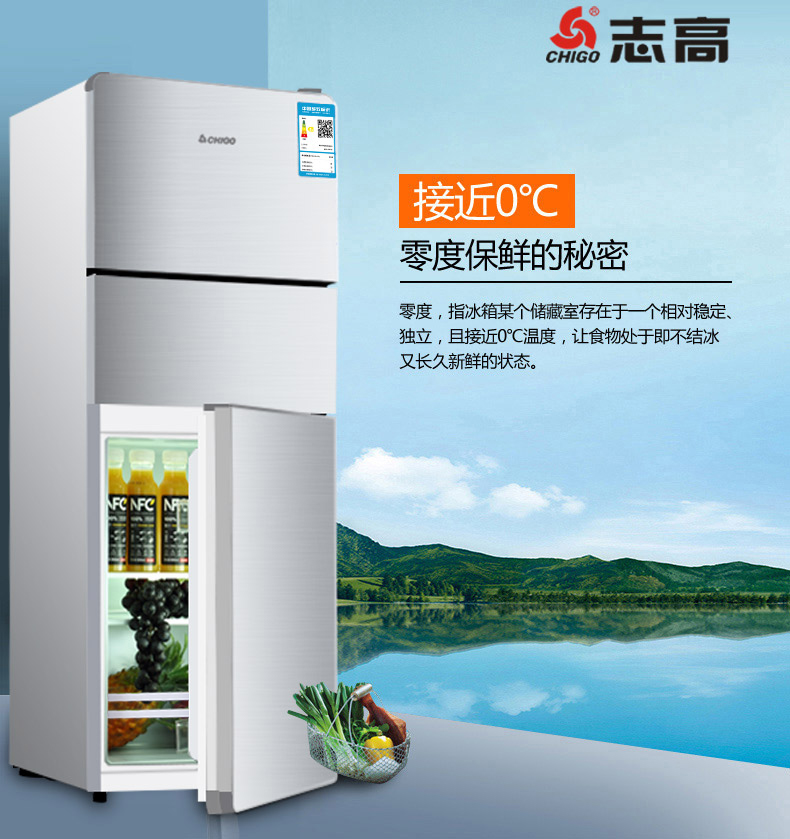 CHIGO 志高
CHIGO
接近0℃
零度保鲜的秘密
零度，指冰箱某个储藏室存在于一个相对稳定、
独立，且接近0℃温度，让食物处于即不结冰
又长久新鲜的状态。
NFC
NFC